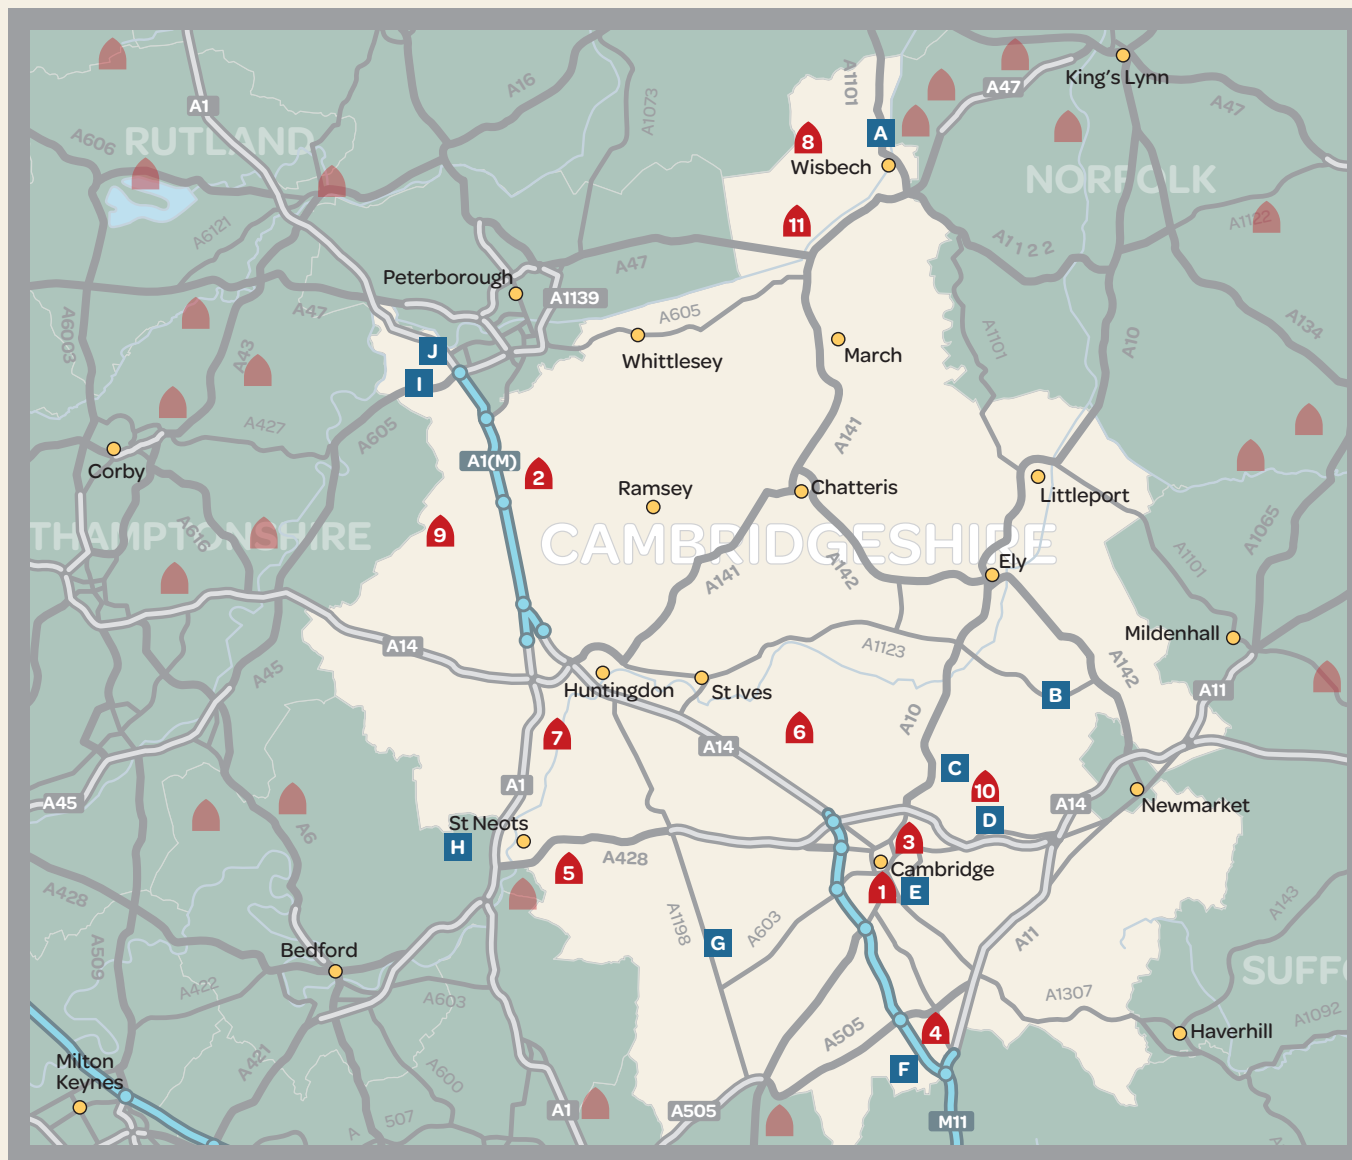 King's Lynn
A47
A47
A1101
A16
A1
A1073
RUTLAND
A606
8
A
Wisbech
NORFOLK
11
A1122
A6121
A1122
A47
Peterborough
A1139
A605
A47
A6003
A43
J
I
Whittlesey
March
A1101
A10
A134
A427
A605
Corby
A141
A1(M)
2
Ramsey
Chatteris
Littleport
9
THAMPTONSHIRE
A616
CAMBRIDGESHIRE
A1065
A141
A142
Ely
A1101
A14
A1123
Mildenhall
A45
Huntingdon
St Ives
B
A142
A11
7
6
A10
A14
C
A1
10
A45
A14
Newmarket
St Neots
D
A6
H
A428
3
5
Cambridge
1
E
A428
A1198
A603
G
A143
A509
Bedford
A11
SUFFO
A422
A603
A1307
A1092
A505
4
Haverhill
Milton
Keynes
A421
A600
F
A1
A505
M11
A
507
A